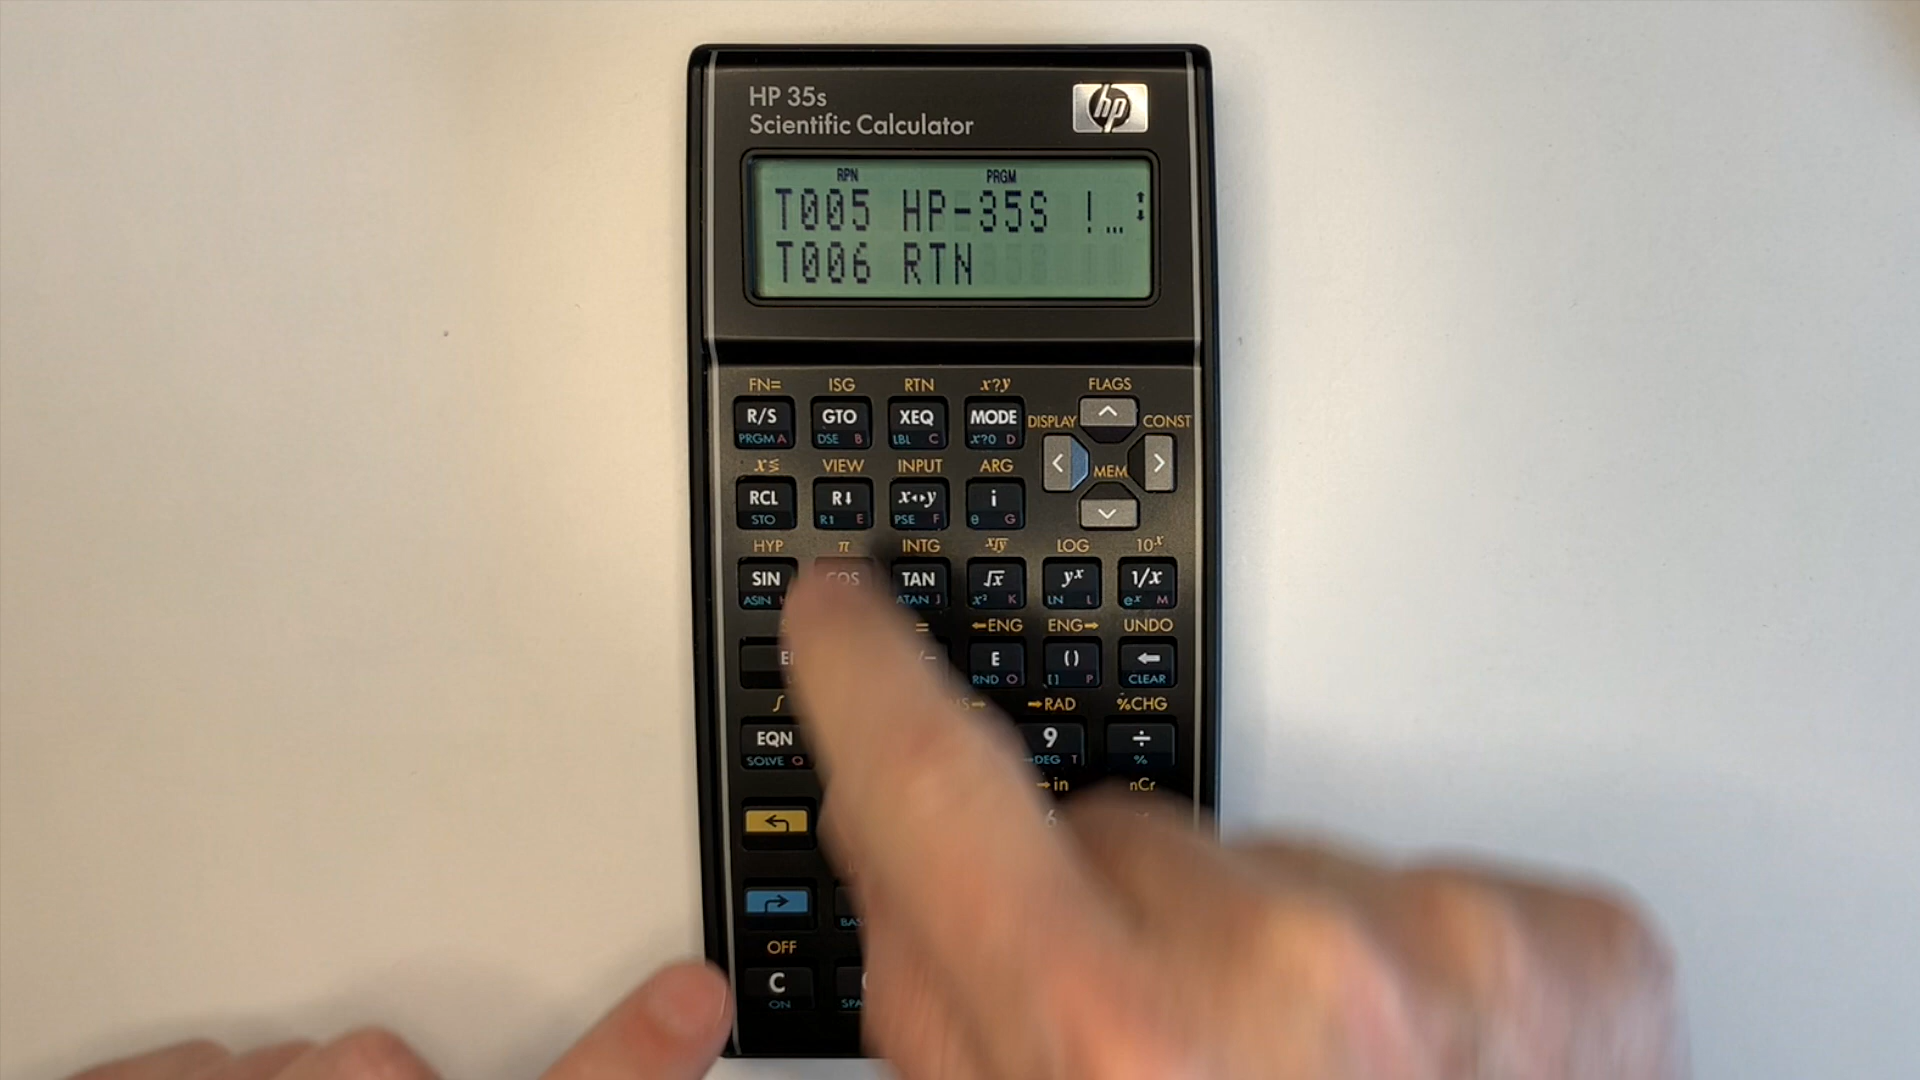 HP 35s
Scientific Calculator
hp
RPN PRGM
T005 HP-35S !…
T006 RTN
FN= ISG RTN x?y FLAGS
R/S GTO XEQ MODE
PRGM A DSE B LBL C x?0 D
DISPLAY CONST
MEM
x≶ VIEW INPUT ARG
RCL R↓ x↔y i
STO R↑ E PSE F θ G
HYP π INTG LOG 10ˣ
SIN COS TAN √x yˣ 1/x
ASIN ATAN J x² K LN L eˣ M
= ←ENG ENG→ UNDO
E () ←
RND O [] P CLEAR
∫ →RAD %CHG
EQN 9 ÷
SOLVE Q →DEG T %
→in nCr
6
OFF
C
ON